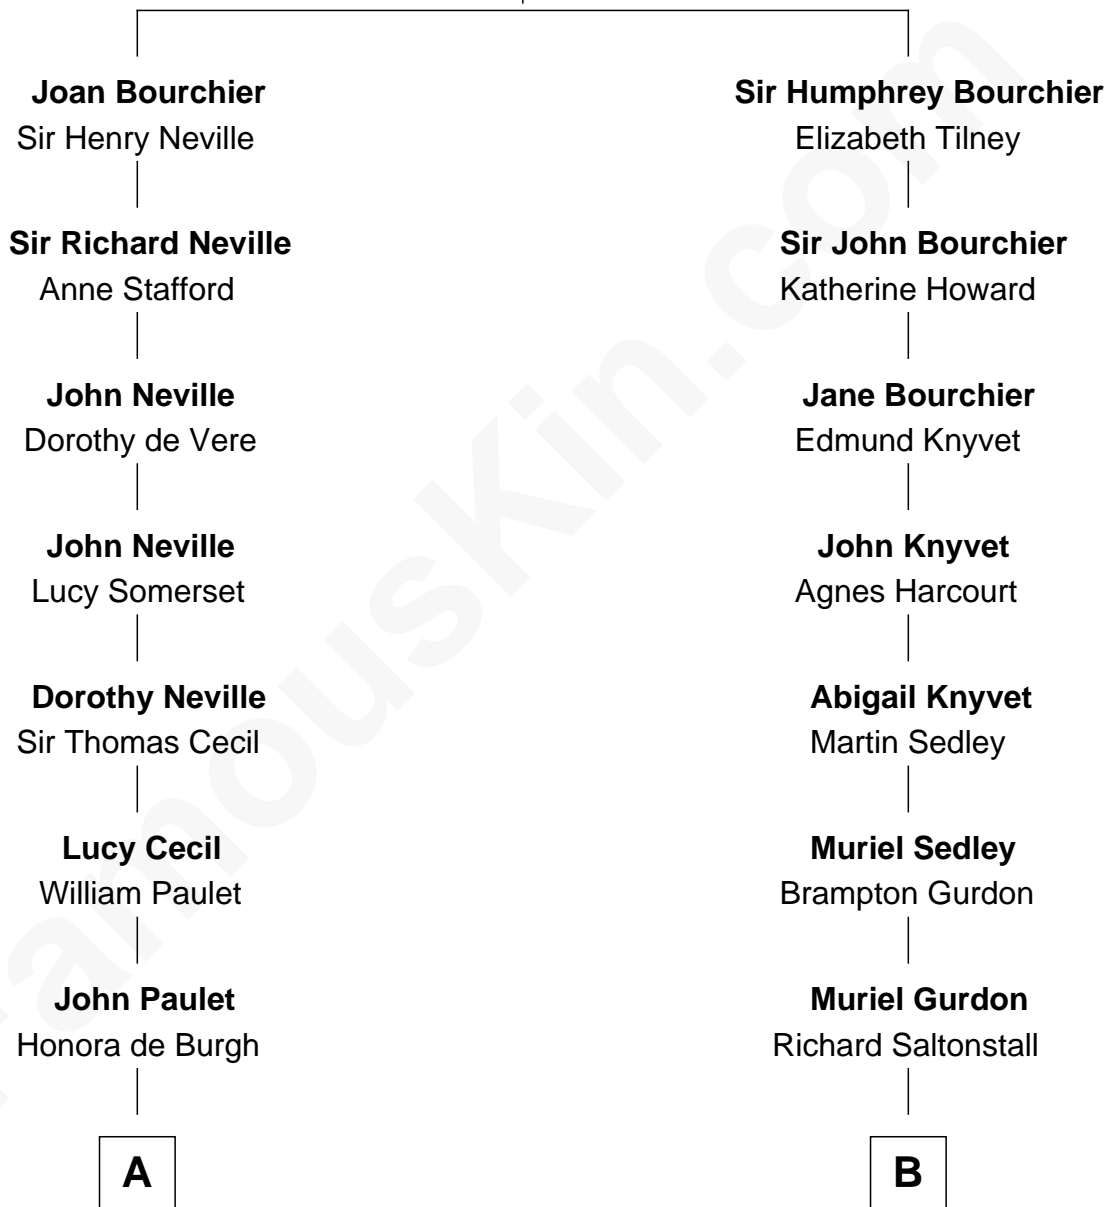 Joan Bourchier
Sir Henry Neville
Sir Richard Neville
Anne Stafford
John Neville
Dorothy de Vere
John Neville
Lucy Somerset
Dorothy Neville
Sir Thomas Cecil
Lucy Cecil
William Paulet
John Paulet
Honora de Burgh
A
Sir Humphrey Bourchier
Elizabeth Tilney
Sir John Bourchier
Katherine Howard
Jane Bourchier
Edmund Knyvet
John Knyvet
Agnes Harcourt
Abigail Knyvet
Martin Sedley
Muriel Sedley
Brampton Gurdon
Muriel Gurdon
Richard Saltonstall
B
FamousKin.com